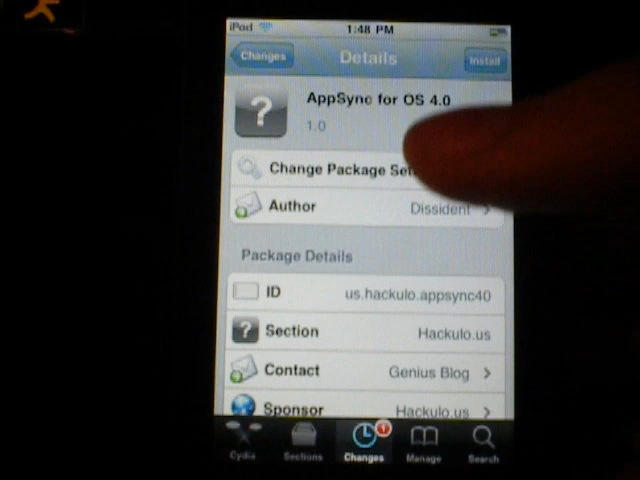 iPod 1:48 PM
Changes Details Install
AppSync for OS 4.0
1.0
Change Package Set
Author Dissident
Package Details
ID us.hackulo.appsync40
Section Hackulo.us
Contact Genius Blog
Sponsor Hackulo.us
1
Cydia Sections Changes Manage Search